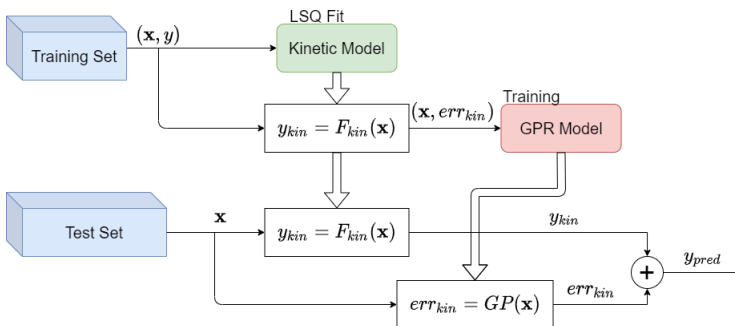 LSQ Fit
(x, y)
Training Set
Kinetic Model
(x, err_kin)
Training
y_kin = F_kin(x)
GPR Model
x
y_kin
Test Set
y_kin = F_kin(x)
+
y_pred
err_kin
err_kin = GP(x)